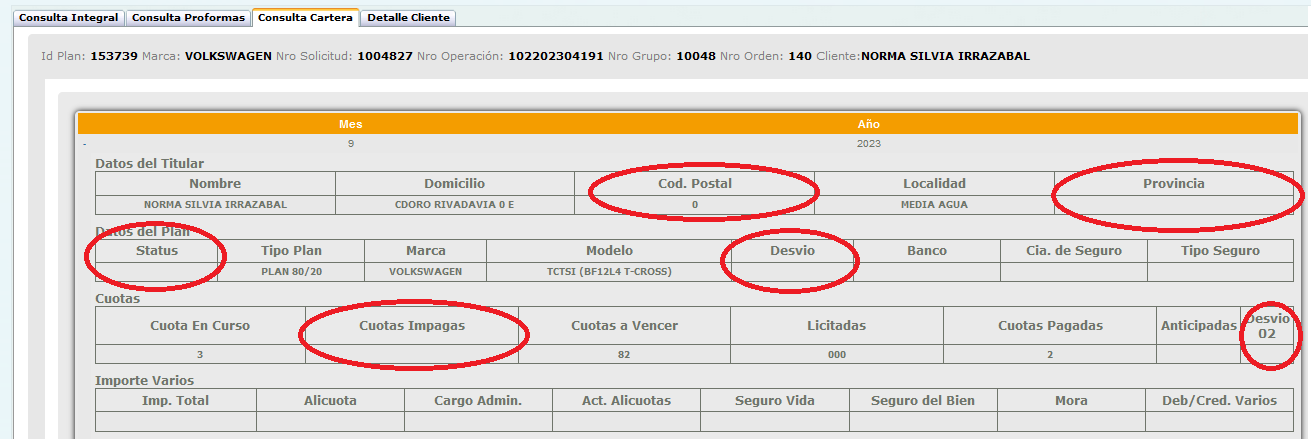 Consulta Integral Consulta Proformas Consulta Cartera Detalle Cliente
Id Plan: 153739 Marca: VOLKSWAGEN Nro Solicitud: 1004827 Nro Operación: 102202304191 Nro Grupo: 10048 Nro Orden: 140 Cliente:NORMA SILVIA IRRAZABAL
Mes Año
- 9 2023
Datos del Titular
Nombre Domicilio Cod. Postal Localidad Provincia
NORMA SILVIA IRRAZABAL CDORO RIVADAVIA 0 E 0 MEDIA AGUA
Datos del Plan
Status Tipo Plan Marca Modelo Desvio Banco Cia. de Seguro Tipo Seguro
PLAN 80/20 VOLKSWAGEN TCTSI (BF12L4 T-CROSS)
Cuotas
Cuota En Curso Cuotas Impagas Cuotas a Vencer Licitadas Cuotas Pagadas Anticipadas Desvio 02
3 82 000 2
Importe Varios
Imp. Total Alicuota Cargo Admin. Act. Alicuotas Seguro Vida Seguro del Bien Mora Deb/Cred. Varios